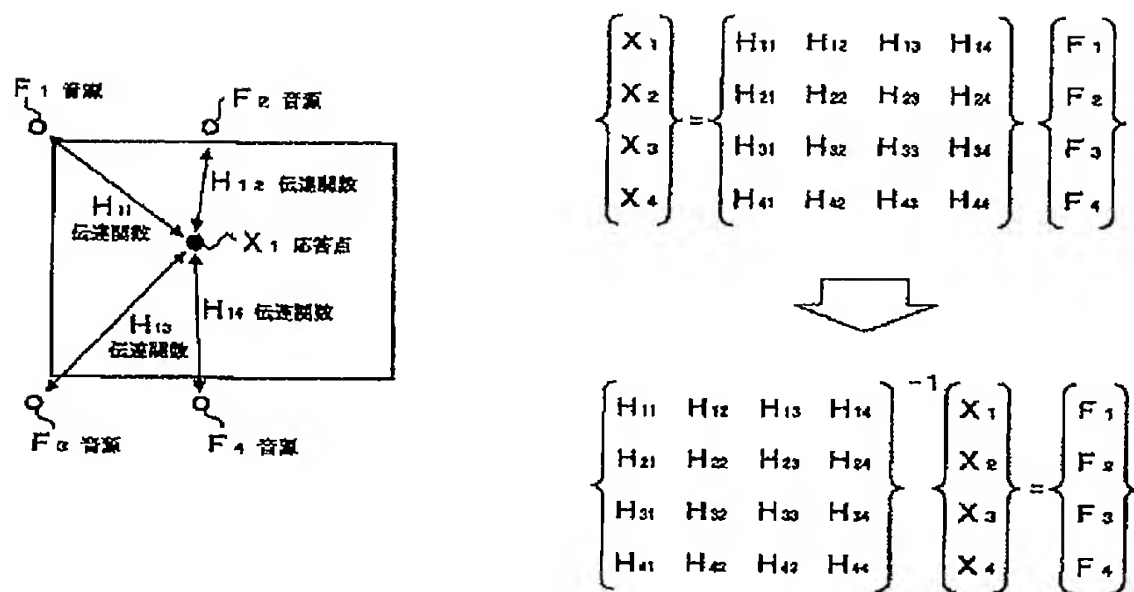 F1 音源
F2 音源
H12 伝達関数
H11
伝達関数
X1 応答点
H14 伝達関数
H13
伝達関数
F3 音源
F4 音源
X1 = H11 H12 H13 H14 F1
X2 H21 H22 H23 H24 F2
X3 H31 H32 H33 H34 F3
X4 H41 H42 H43 H44 F4
-1
H11 H12 H13 H14 X1 = F1
H21 H22 H23 H24 X2 F2
H31 H32 H33 H34 X3 F3
H41 H42 H43 H44 X4 F4